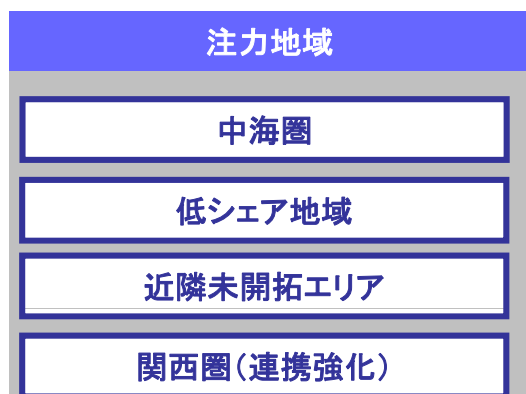 注力地域
中海圏
低シェア地域
近隣未開拓エリア
関西圏（連携強化）